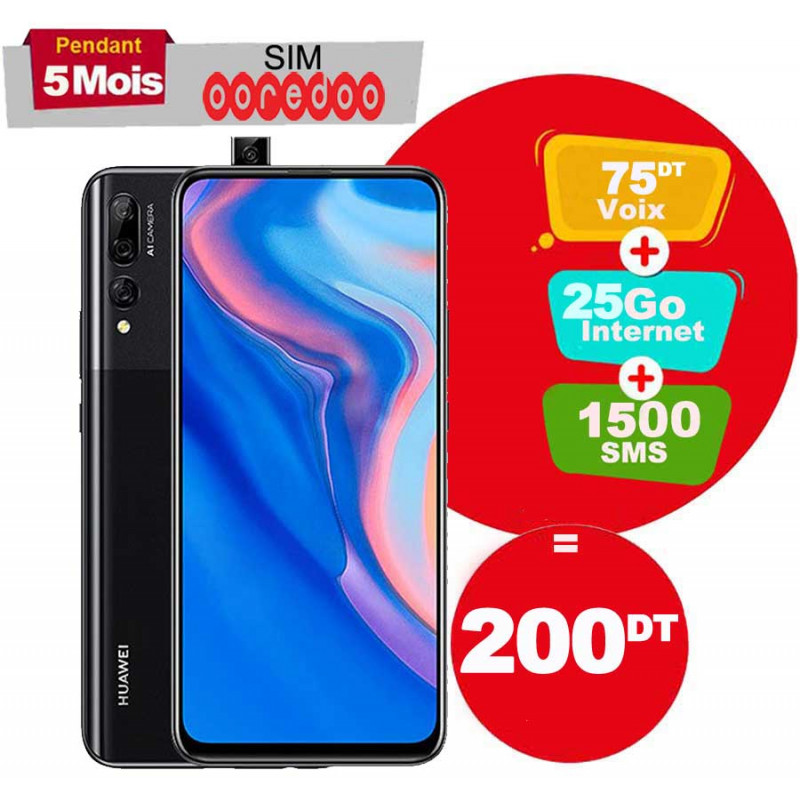 Pendant
5 Mois
SIM
ooredoo
AI CAMERA
HUAWEI
75DT
Voix
+
25Go
Internet
+
1500
SMS
=
200DT